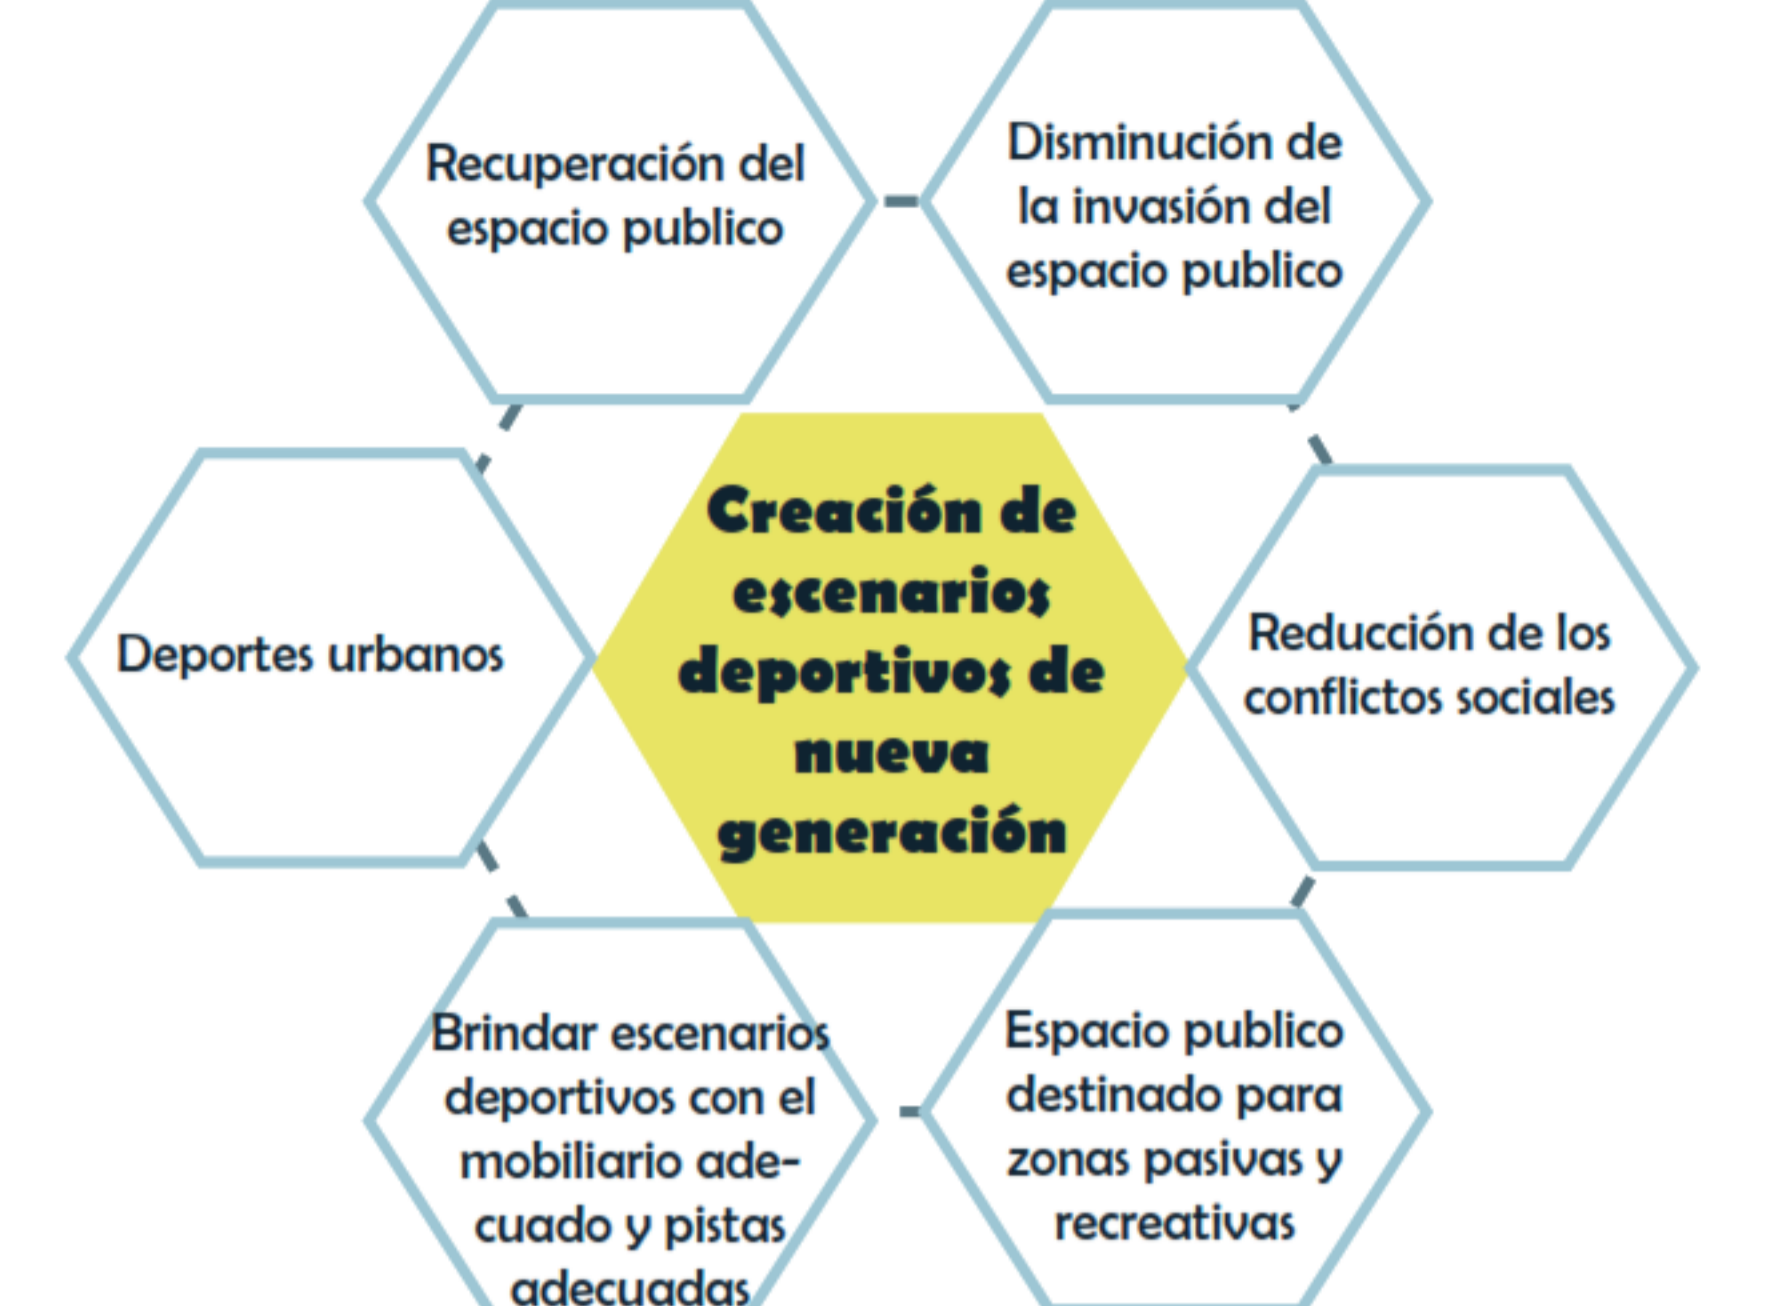 Recuperación del
espacio publico
Disminución de
la invasión del
espacio publico
Deportes urbanos
Creación de
escenarios
deportivos de
nueva
generación
Reducción de los
conflictos sociales
Brindar escenarios
deportivos con el
mobiliario ade-
cuado y pistas
adecuadas
Espacio publico
destinado para
zonas pasivas y
recreativas